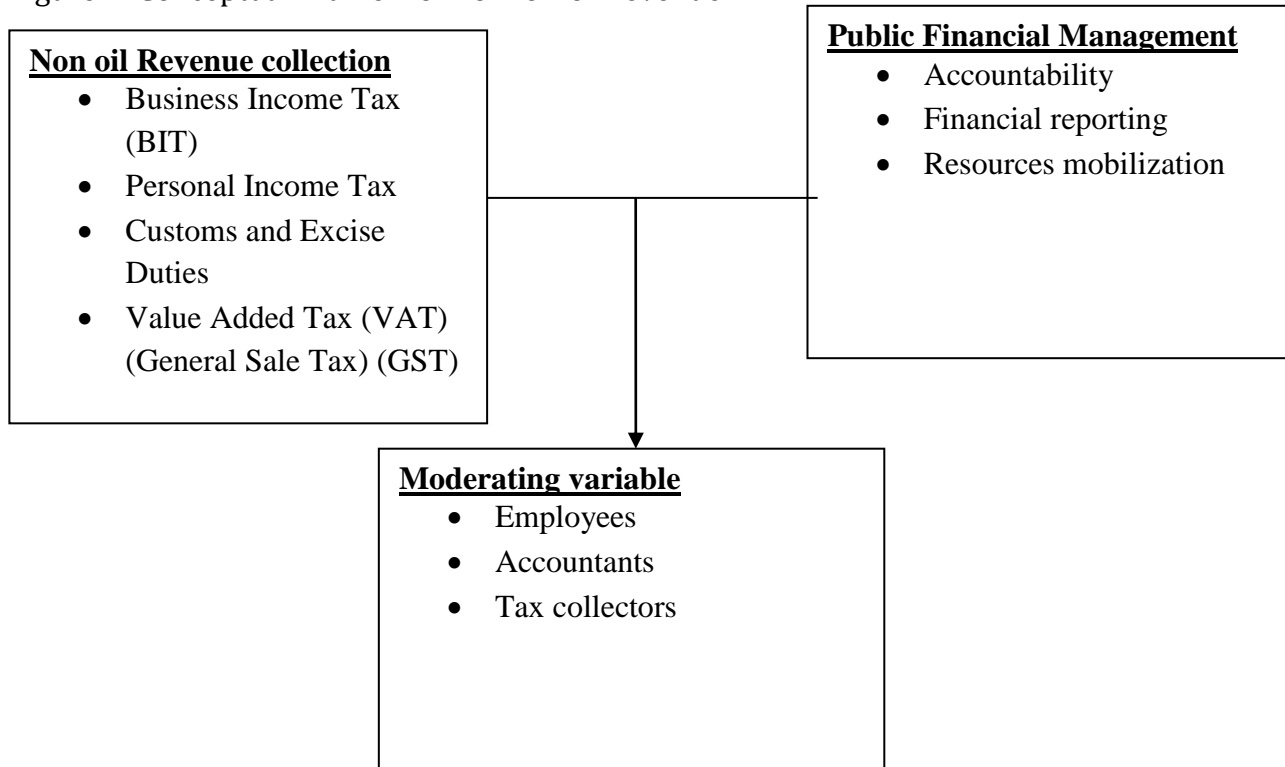 Non oil Revenue collection
• Business Income Tax
(BIT)
• Personal Income Tax
• Customs and Excise
Duties
• Value Added Tax (VAT)
(General Sale Tax) (GST)
Public Financial Management
• Accountability
• Financial reporting
• Resources mobilization
Moderating variable
• Employees
• Accountants
• Tax collectors